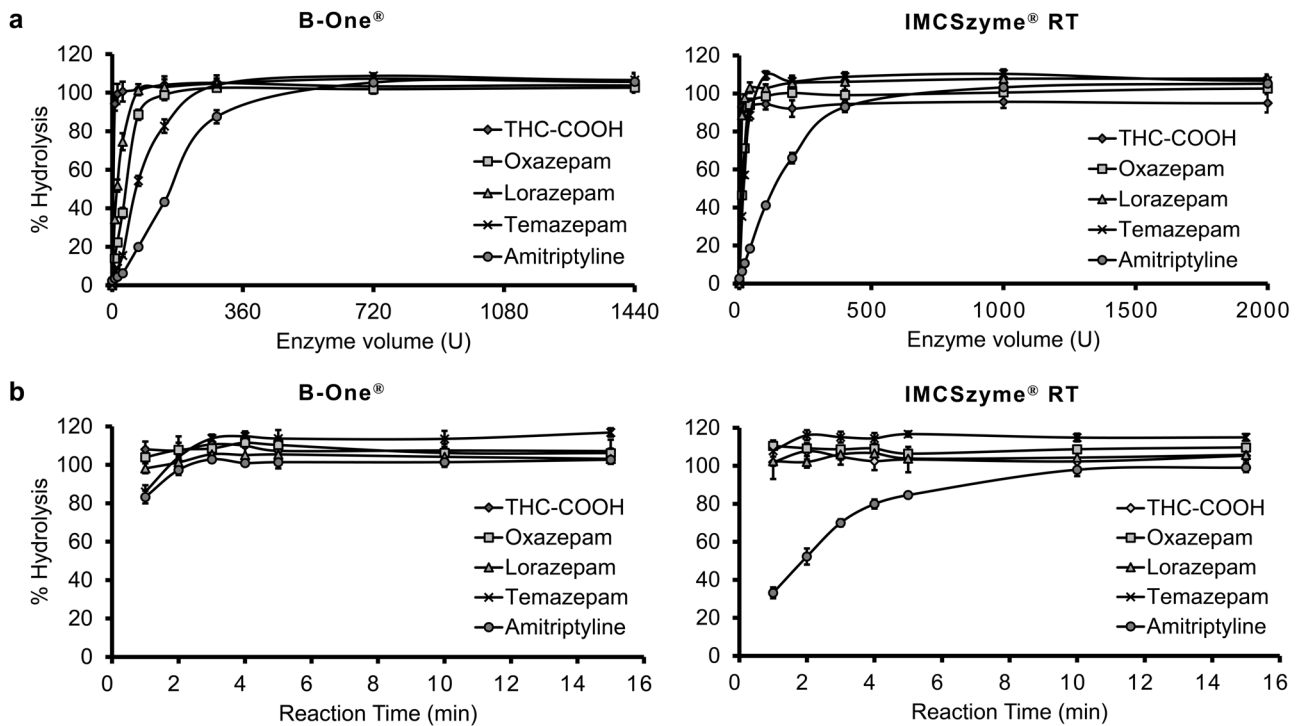 a
B-One®
120
100
80
60
40
20
0
% Hydrolysis
THC-COOH
Oxazepam
Lorazepam
Temazepam
Amitriptyline
0 360 720 1080 1440
Enzyme volume (U)
IMCSzyme® RT
120
100
80
60
40
20
0
THC-COOH
Oxazepam
Lorazepam
Temazepam
Amitriptyline
0 500 1000 1500 2000
Enzyme volume (U)
b
B-One®
120
100
80
60
40
20
0
% Hydrolysis
THC-COOH
Oxazepam
Lorazepam
Temazepam
Amitriptyline
0 2 4 6 8 10 12 14 16
Reaction Time (min)
IMCSzyme® RT
120
100
80
60
40
20
0
THC-COOH
Oxazepam
Lorazepam
Temazepam
Amitriptyline
0 2 4 6 8 10 12 14 16
Reaction Time (min)